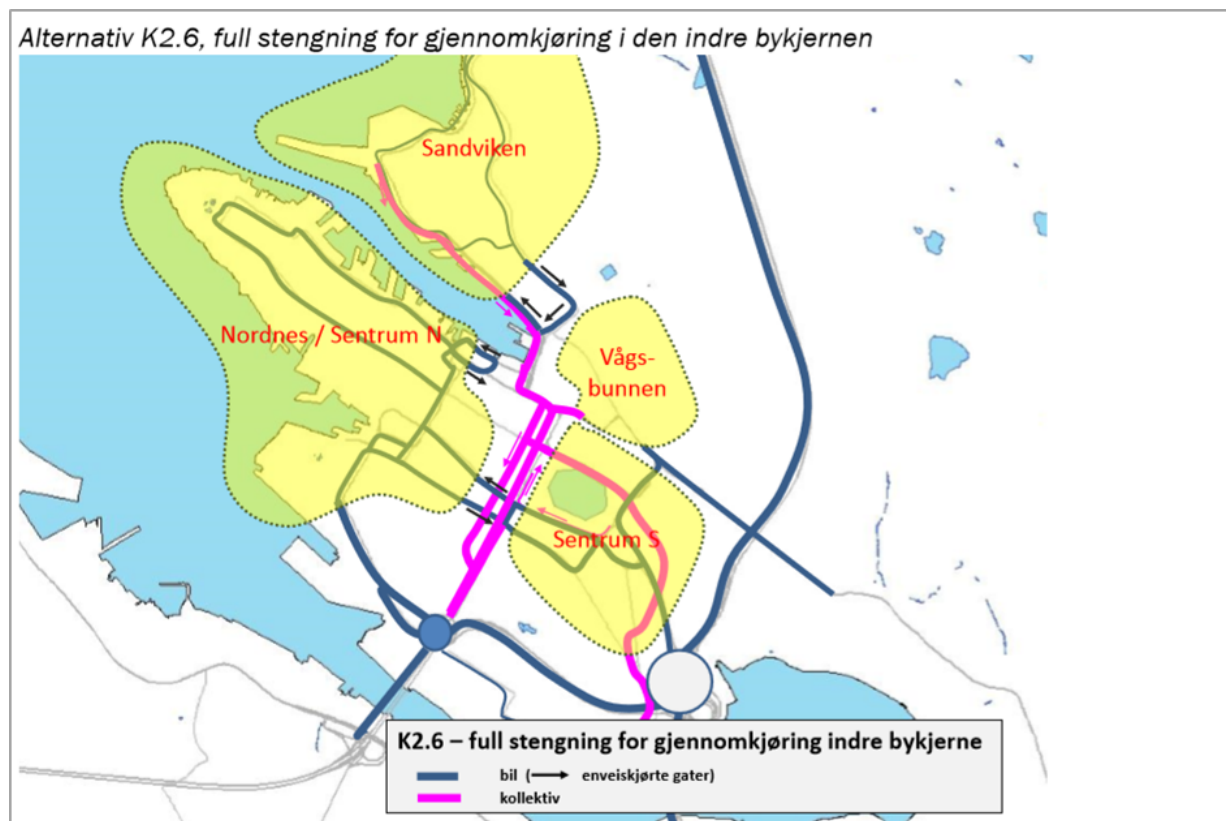 Alternativ K2.6, full stengning for gjennomkjøring i den indre bykjernen
Sandviken
Nordnes / Sentrum N
Vågs-
bunnen
Sentrum S
K2.6 – full stengning for gjennomkjøring indre bykjerne
bil (⟶ enveiskjørte gater)
kollektiv